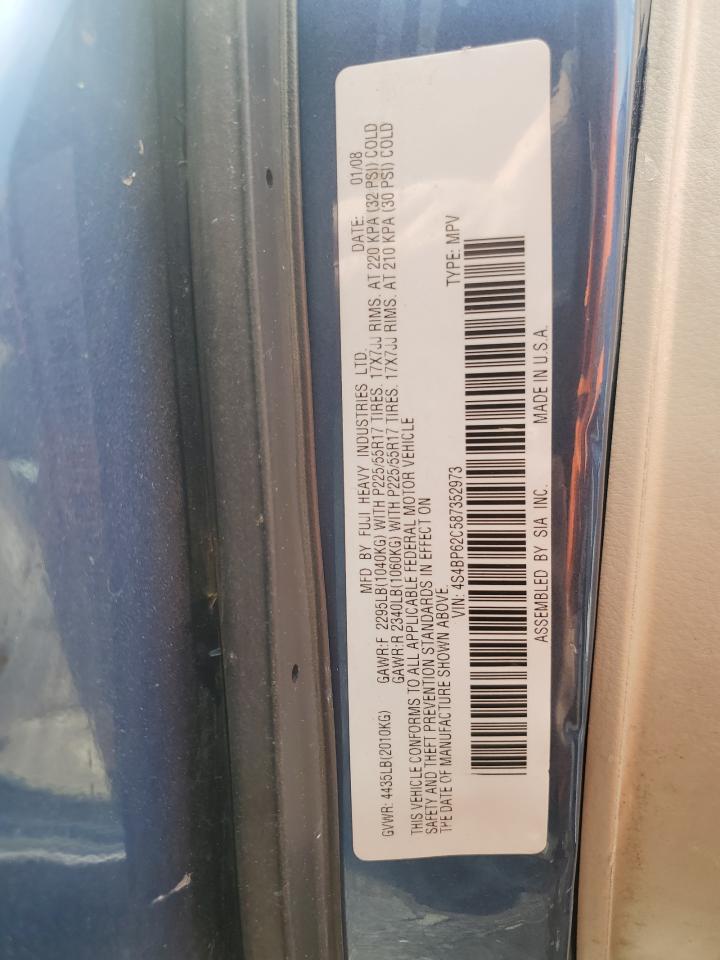 MFD BY FUJI HEAVY INDUSTRIES LTD. DATE: 01/08
GVWR: 4435LB(2010KG) GAWR:F 2295LB(1040KG) WITH P225/55R17 TIRES. 17X7JJ RIMS. AT 220 KPA (32 PSI) COLD
GAWR:R 2340LB(1060KG) WITH P225/55R17 TIRES. 17X7JJ RIMS. AT 210 KPA (30 PSI) COLD
THIS VEHICLE CONFORMS TO ALL APPLICABLE FEDERAL MOTOR VEHICLE
SAFETY AND THEFT PREVENTION STANDARDS IN EFFECT ON
THE DATE OF MANUFACTURE SHOWN ABOVE.
VIN: 4S4BP62C587352973 TYPE: MPV
ASSEMBLED BY SIA INC. MADE IN U.S.A.